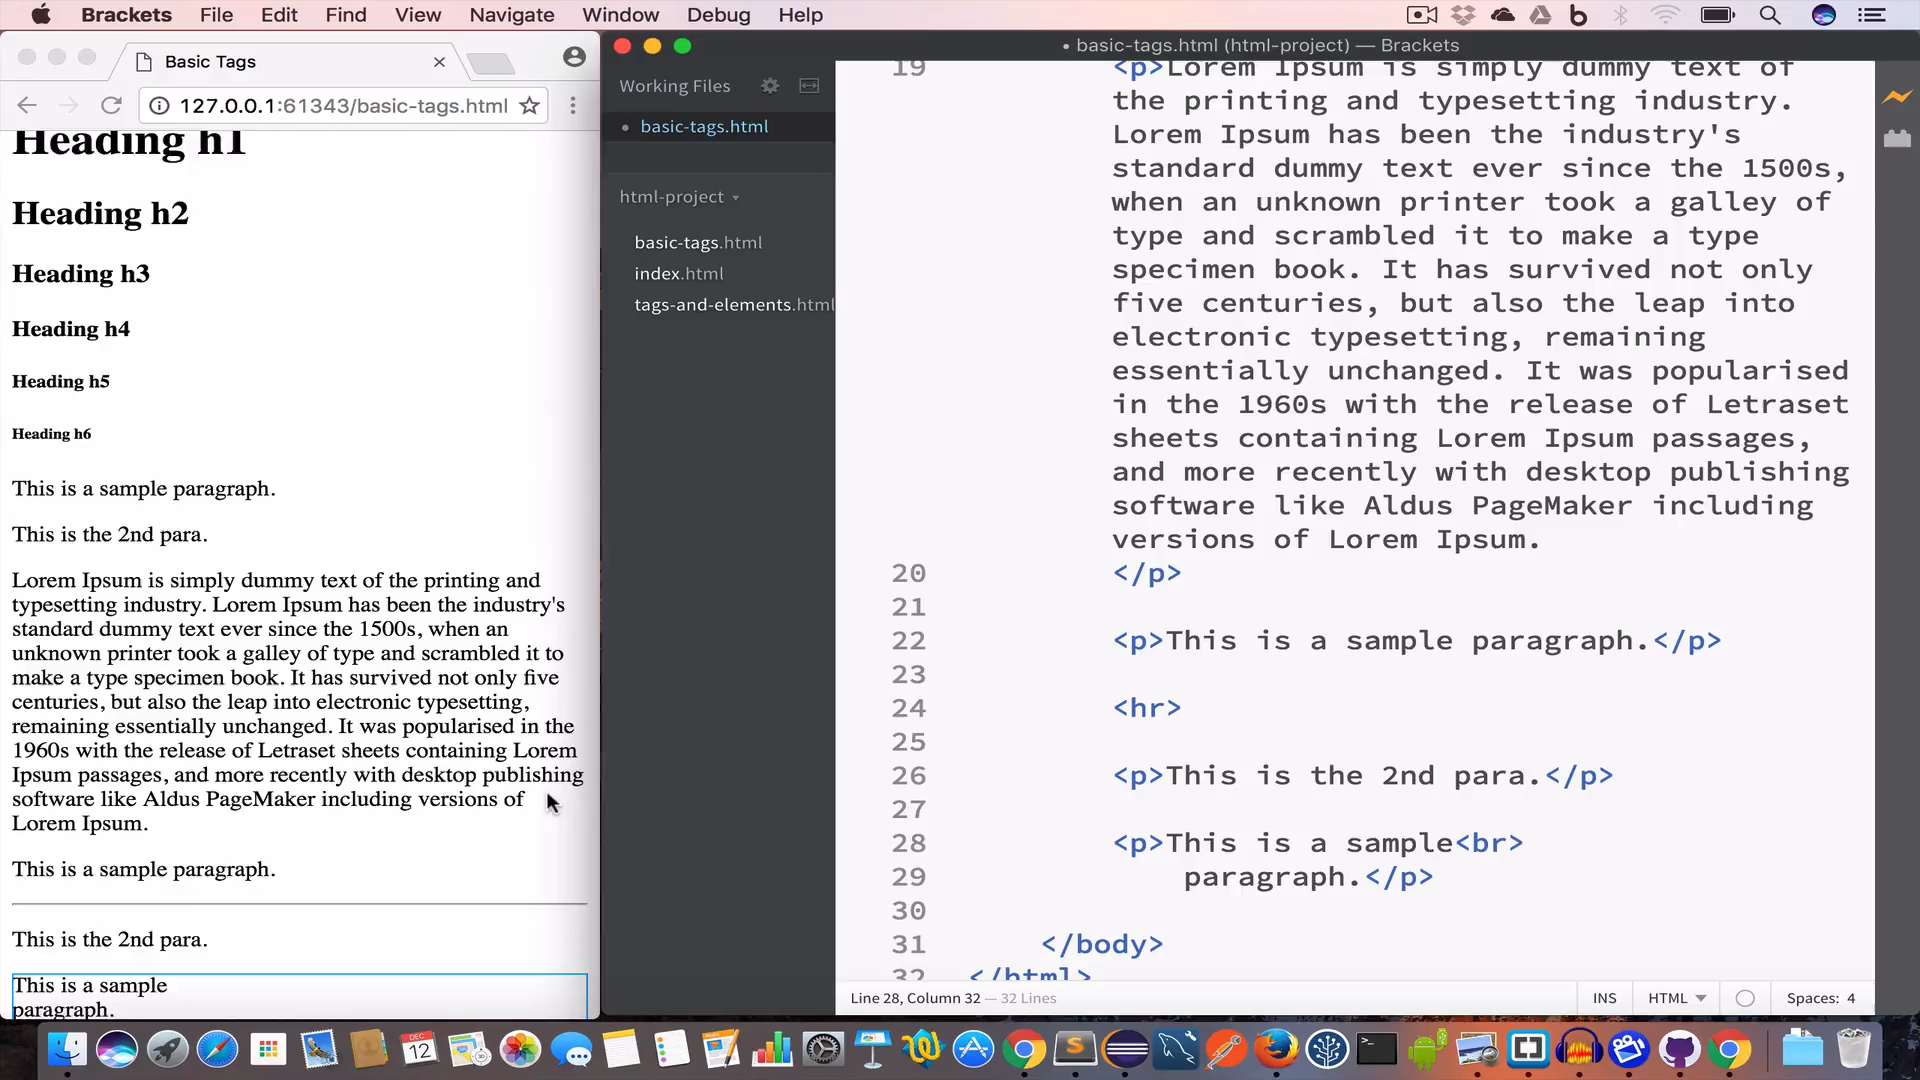 Brackets File Edit Find View Navigate Window Debug Help
Basic Tags
127.0.0.1:61343/basic-tags.html
Heading h1
Heading h2
Heading h3
Heading h4
Heading h5
Heading h6
This is a sample paragraph.
This is the 2nd para.
Lorem Ipsum is simply dummy text of the printing and
typesetting industry. Lorem Ipsum has been the industry's
standard dummy text ever since the 1500s, when an
unknown printer took a galley of type and scrambled it to
make a type specimen book. It has survived not only five
centuries, but also the leap into electronic typesetting,
remaining essentially unchanged. It was popularised in the
1960s with the release of Letraset sheets containing Lorem
Ipsum passages, and more recently with desktop publishing
software like Aldus PageMaker including versions of
Lorem Ipsum.
This is a sample paragraph.
This is the 2nd para.
This is a sample
paragraph.
• basic-tags.html (html-project) — Brackets
Working Files
• basic-tags.html
html-project
basic-tags.html
index.html
tags-and-elements.html
19 <p>Lorem Ipsum is simply dummy text of
the printing and typesetting industry.
Lorem Ipsum has been the industry's
standard dummy text ever since the 1500s,
when an unknown printer took a galley of
type and scrambled it to make a type
specimen book. It has survived not only
five centuries, but also the leap into
electronic typesetting, remaining
essentially unchanged. It was popularised
in the 1960s with the release of Letraset
sheets containing Lorem Ipsum passages,
and more recently with desktop publishing
software like Aldus PageMaker including
versions of Lorem Ipsum.
20 </p>
21
22 <p>This is a sample paragraph.</p>
23
24 <hr>
25
26 <p>This is the 2nd para.</p>
27
28 <p>This is a sample<br>
29 paragraph.</p>
30
31 </body>
32 </html>
Line 28, Column 32 — 32 Lines
INS HTML Spaces: 4
DEC
12